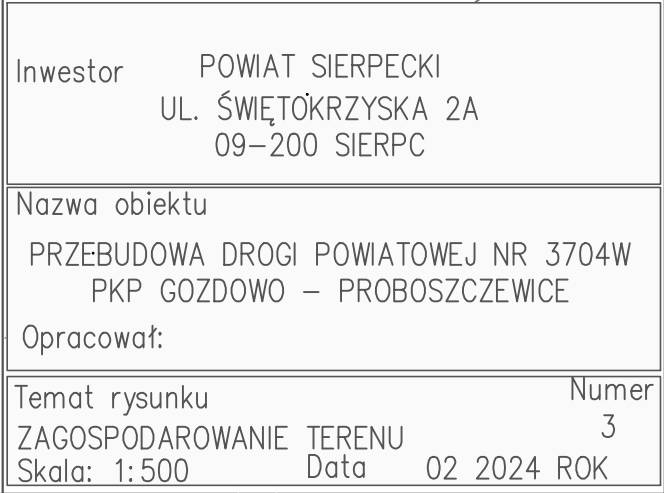 Inwestor POWIAT SIERPECKI
UL. ŚWIĘTOKRZYSKA 2A
09-200 SIERPC
Nazwa obiektu
PRZEBUDOWA DROGI POWIATOWEJ NR 3704W
PKP GOZDOWO - PROBOSZCZEWICE
Opracował:
Temat rysunku Numer
3
ZAGOSPODAROWANIE TERENU
Skala: 1:500 Data 02 2024 ROK